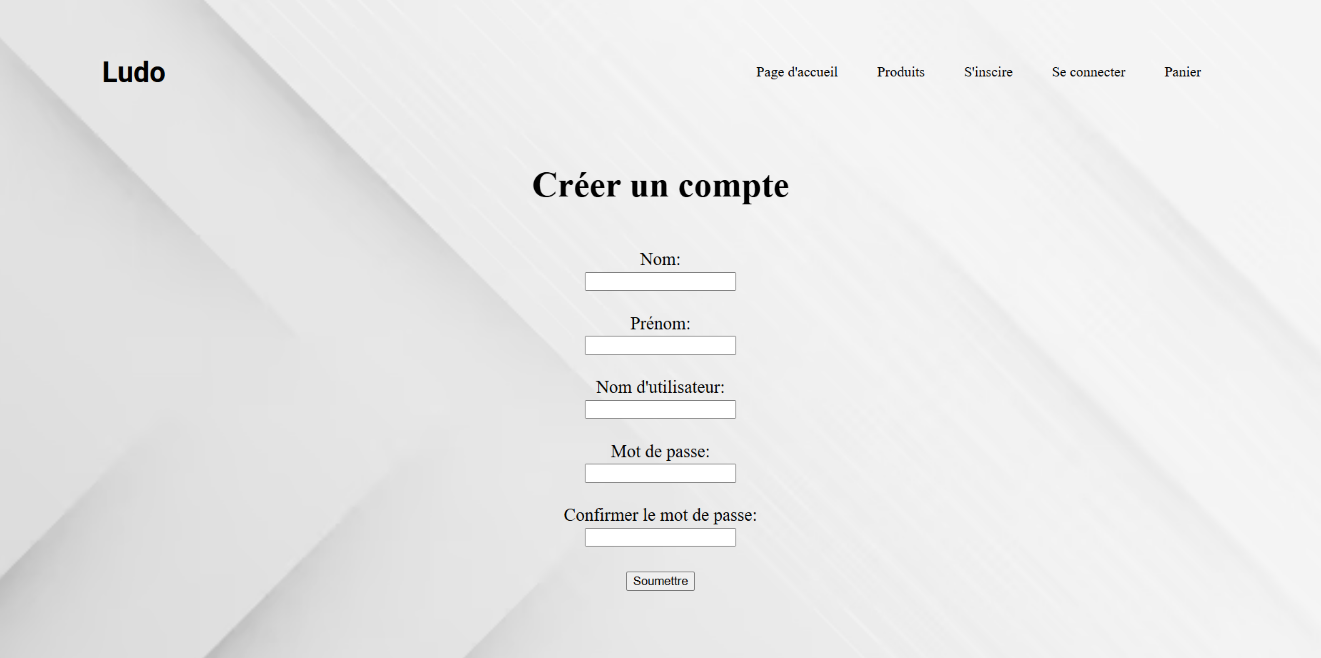 Ludo
Page d'accueil Produits S'inscire Se connecter Panier
Créer un compte
Nom:
Prénom:
Nom d'utilisateur:
Mot de passe:
Confirmer le mot de passe:
Soumettre